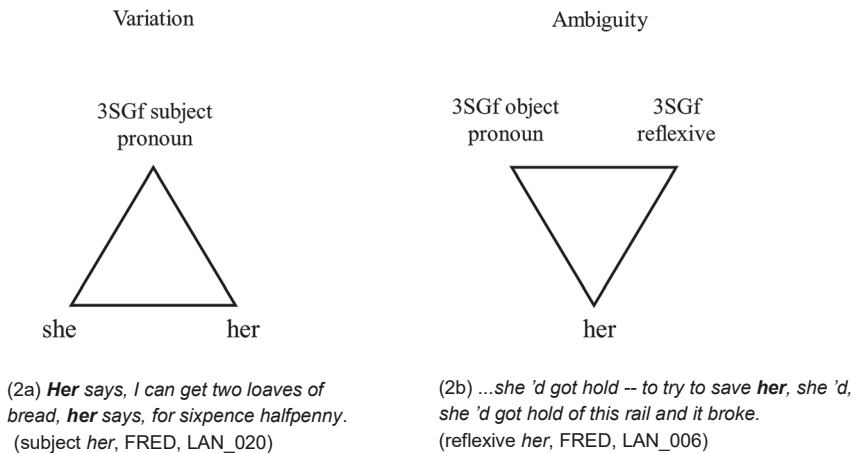 Variation
3SGf subject
pronoun
she
her
(2a) Her says, I can get two loaves of
bread, her says, for sixpence halfpenny.
(subject her, FRED, LAN_020)
Ambiguity
3SGf object
pronoun
3SGf
reflexive
her
(2b) ...she ’d got hold -- to try to save her, she ’d,
she ’d got hold of this rail and it broke.
(reflexive her, FRED, LAN_006)